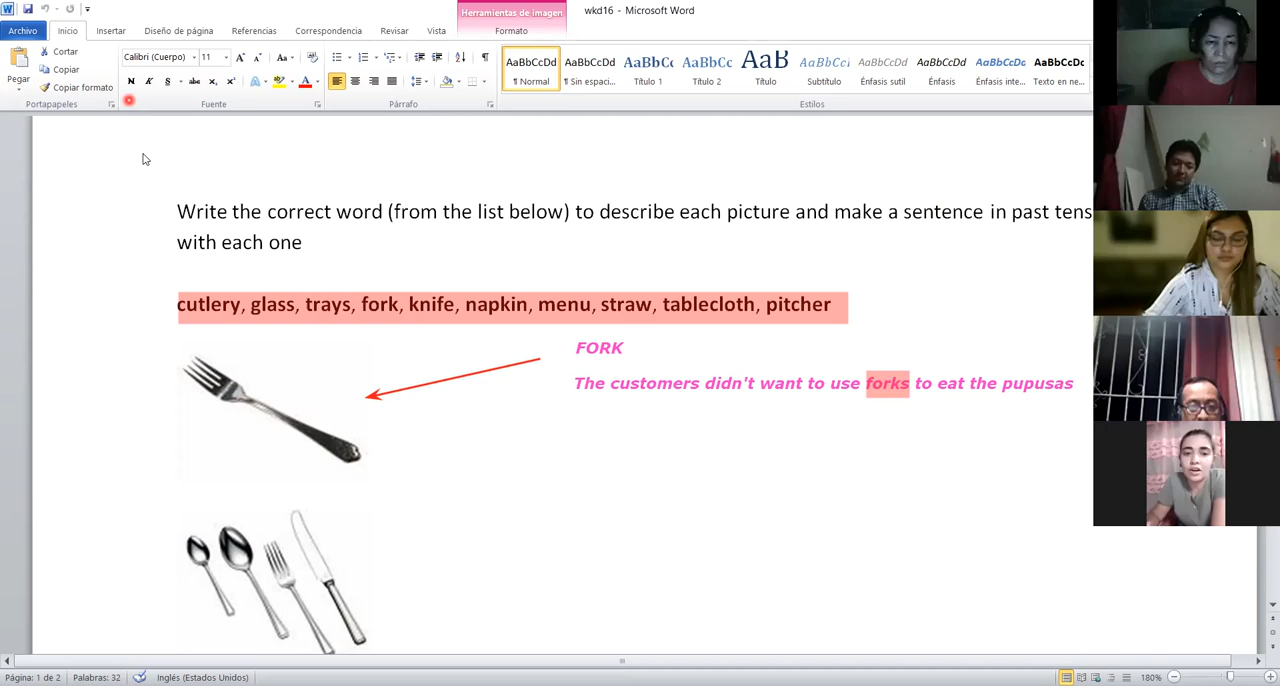 Herramientas de imagen
wkd16 - Microsoft Word
Archivo Inicio Insertar Diseño de página Referencias Correspondencia Revisar Vista Formato
Pegar
Cortar
Copiar
Copiar formato
Portapapeles
Calibri (Cuerpo) 11
Fuente
Párrafo
AaBbCcDd AaBbCcDd AaBbCc AaBbCc AaB AaBbCcI AaBbCcDd AaBbCcDd AaBbCcDd AaBbCcDc
¶ Normal ¶ Sin espaci... Título 1 Título 2 Título Subtítulo Énfasis sutil Énfasis Énfasis inte... Texto en ne...
Estilos
Write the correct word (from the list below) to describe each picture and make a sentence in past tens
with each one
cutlery, glass, trays, fork, knife, napkin, menu, straw, tablecloth, pitcher
FORK
The customers didn't want to use forks to eat the pupusas
Página: 1 de 2 Palabras: 32 Inglés (Estados Unidos) 180%